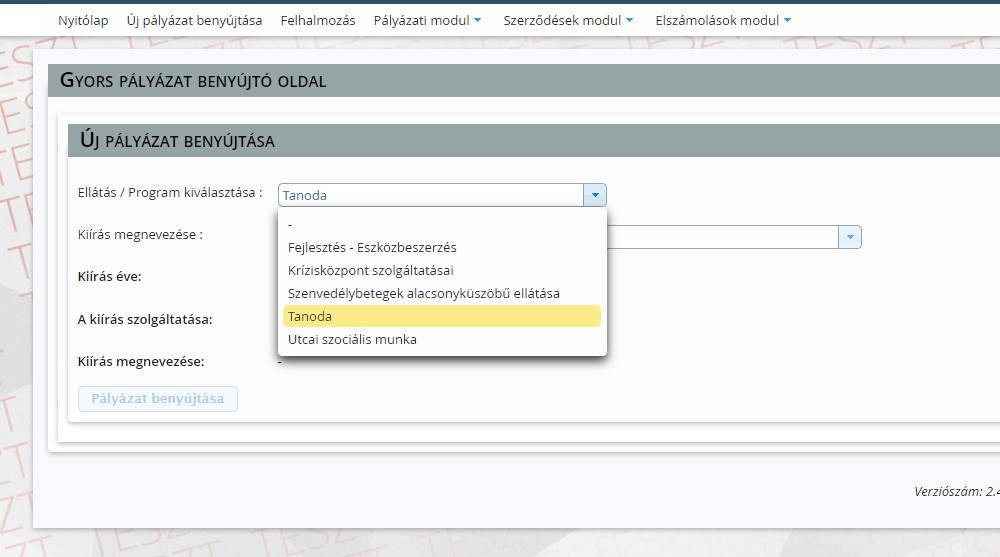 Nyitólap Új pályázat benyújtása Felhalmozás Pályázati modul Szerződések modul Elszámolások modul
Gyors pályázat benyújtó oldal
Új pályázat benyújtása
Ellátás / Program kiválasztása : Tanoda
-
Kiírás megnevezése :
Fejlesztés - Eszközbeszerzés
Krízisközpont szolgáltatásai
Kiírás éve:
Szenvedélybetegek alacsonyküszöbű ellátása
Tanoda
A kiírás szolgáltatása:
Utcai szociális munka
Kiírás megnevezése: -
Pályázat benyújtása
Verziószám: 2.4
TESZT